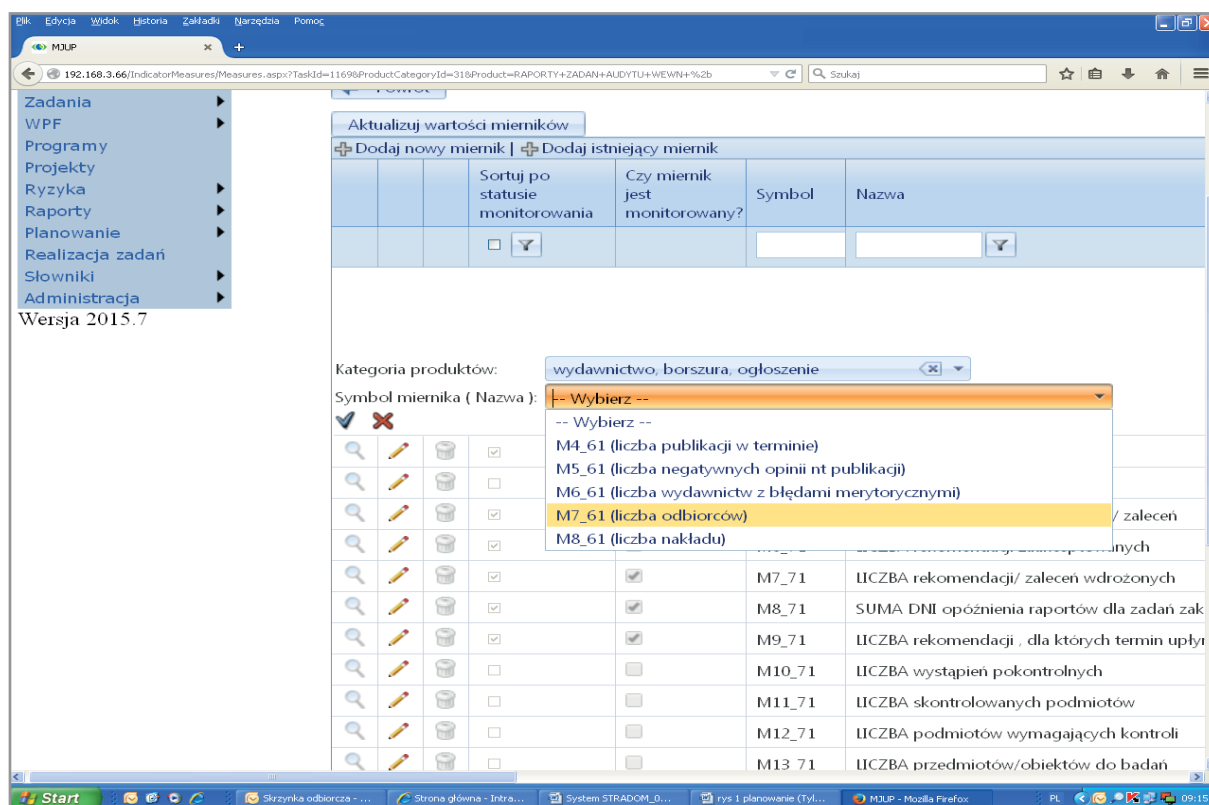 Plik Edycja Widok Historia Zakładki Narzędzia Pomoc
MJUP
192.168.3.66/IndicatorMeasures/Measures.aspx?TaskId=11698ProductCategoryId=318Product=RAPORTY+ZADAN+AUDYTU+WEWN+%2b
Szukaj
Zadania
WPF
Programy
Projekty
Ryzyka
Raporty
Planowanie
Realizacja zadań
Słowniki
Administracja
Wersja 2015.7
Aktualizuj wartości mierników
Dodaj nowy miernik | Dodaj istniejący miernik
Sortuj po statusie monitorowania
Czy miernik jest monitorowany?
Symbol
Nazwa
Kategoria produktów: wydawnictwo, borszura, ogłoszenie
Symbol miernika ( Nazwa ): -- Wybierz --
-- Wybierz --
M4_61 (liczba publikacji w terminie)
M5_61 (liczba negatywnych opinii nt publikacji)
M6_61 (liczba wydawnictw z błędami merytorycznymi)
M7_61 (liczba odbiorców)
M8_61 (liczba nakładu)
/ zaleceń
M7_71 LICZBA rekomendacji/ zaleceń wdrożonych
M8_71 SUMA DNI opóźnienia raportów dla zadań zak
M9_71 LICZBA rekomendacji , dla których termin upły
M10_71 LICZBA wystąpień pokontrolnych
M11_71 LICZBA skontrolowanych podmiotów
M12_71 LICZBA podmiotów wymagających kontroli
M13_71 LICZBA przedmiotów/obiektów do badań
Start
Skrzynka odbiorcza - ...
Strona główna - Intra...
System STRADOM_0...
rys 1 planowanie (Tyl...
MJUP - Mozilla Firefox
PL
09:15